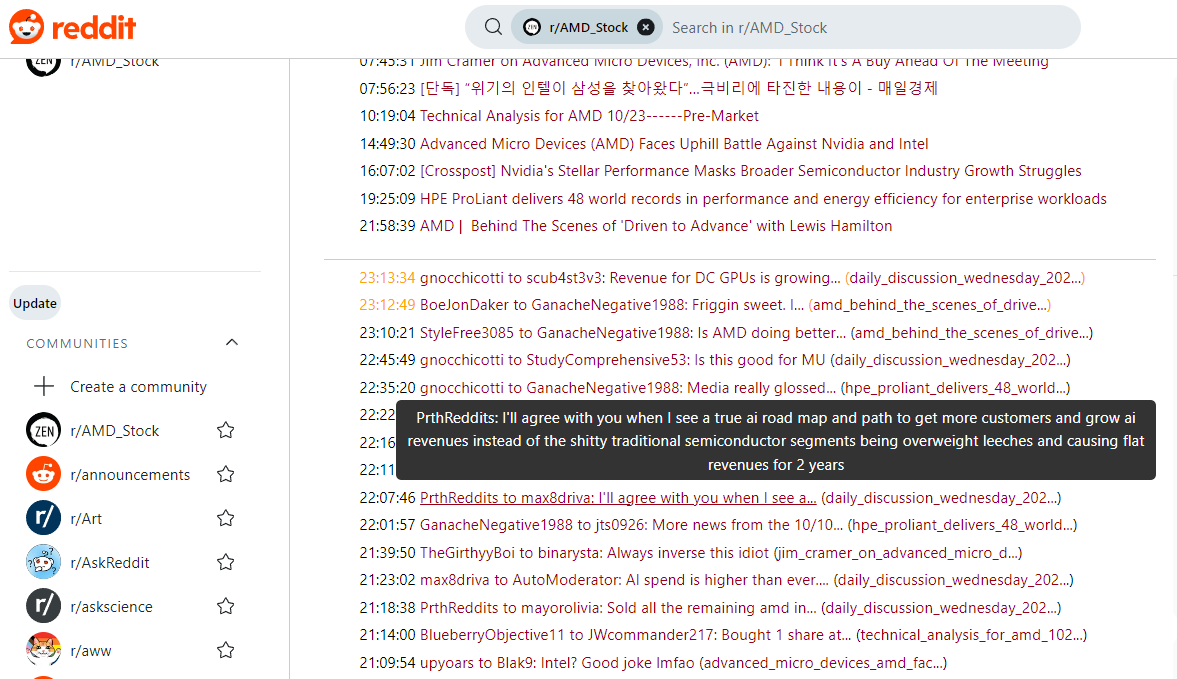 reddit
ZEN r/AMD_Stock
Search in r/AMD_Stock
ZEN r/AMD_Stock
Update
COMMUNITIES
Create a community
ZEN r/AMD_Stock
r/announcements
r/ r/Art
r/AskReddit
r/ r/askscience
r/aww
07:45:31 Jim Cramer on Advanced Micro Devices, Inc. (AMD): 'I Think It's A Buy Ahead Of The Meeting
07:56:23 [단독] “위기의 인텔이 삼성을 찾아왔다”…극비리에 타진한 내용이 - 매일경제
10:19:04 Technical Analysis for AMD 10/23------Pre-Market
14:49:30 Advanced Micro Devices (AMD) Faces Uphill Battle Against Nvidia and Intel
16:07:02 [Crosspost] Nvidia's Stellar Performance Masks Broader Semiconductor Industry Growth Struggles
19:25:09 HPE ProLiant delivers 48 world records in performance and energy efficiency for enterprise workloads
21:58:39 AMD | Behind The Scenes of 'Driven to Advance' with Lewis Hamilton
23:13:34 gnocchicotti to scub4st3v3: Revenue for DC GPUs is growing... (daily_discussion_wednesday_202...)
23:12:49 BoeJonDaker to GanacheNegative1988: Friggin sweet. I... (amd_behind_the_scenes_of_drive...)
23:10:21 StyleFree3085 to GanacheNegative1988: Is AMD doing better... (amd_behind_the_scenes_of_drive...)
22:45:49 gnocchicotti to StudyComprehensive53: Is this good for MU (daily_discussion_wednesday_202...)
22:35:20 gnocchicotti to GanacheNegative1988: Media really glossed... (hpe_proliant_delivers_48_world...)
22:22
22:16
22:11
PrthReddits: I'll agree with you when I see a true ai road map and path to get more customers and grow ai
revenues instead of the shitty traditional semiconductor segments being overweight leeches and causing flat
revenues for 2 years
22:07:46 PrthReddits to max8driva: I'll agree with you when I see a... (daily_discussion_wednesday_202...)
22:01:57 GanacheNegative1988 to jts0926: More news from the 10/10... (hpe_proliant_delivers_48_world...)
21:39:50 TheGirthyyBoi to binarysta: Always inverse this idiot (jim_cramer_on_advanced_micro_d...)
21:23:02 max8driva to AutoModerator: AI spend is higher than ever.... (daily_discussion_wednesday_202...)
21:18:38 PrthReddits to mayorolivia: Sold all the remaining amd in... (daily_discussion_wednesday_202...)
21:14:00 BlueberryObjective11 to JWcommander217: Bought 1 share at... (technical_analysis_for_amd_102...)
21:09:54 upyoars to Blak9: Intel? Good joke lmfao (advanced_micro_devices_amd_fac...)